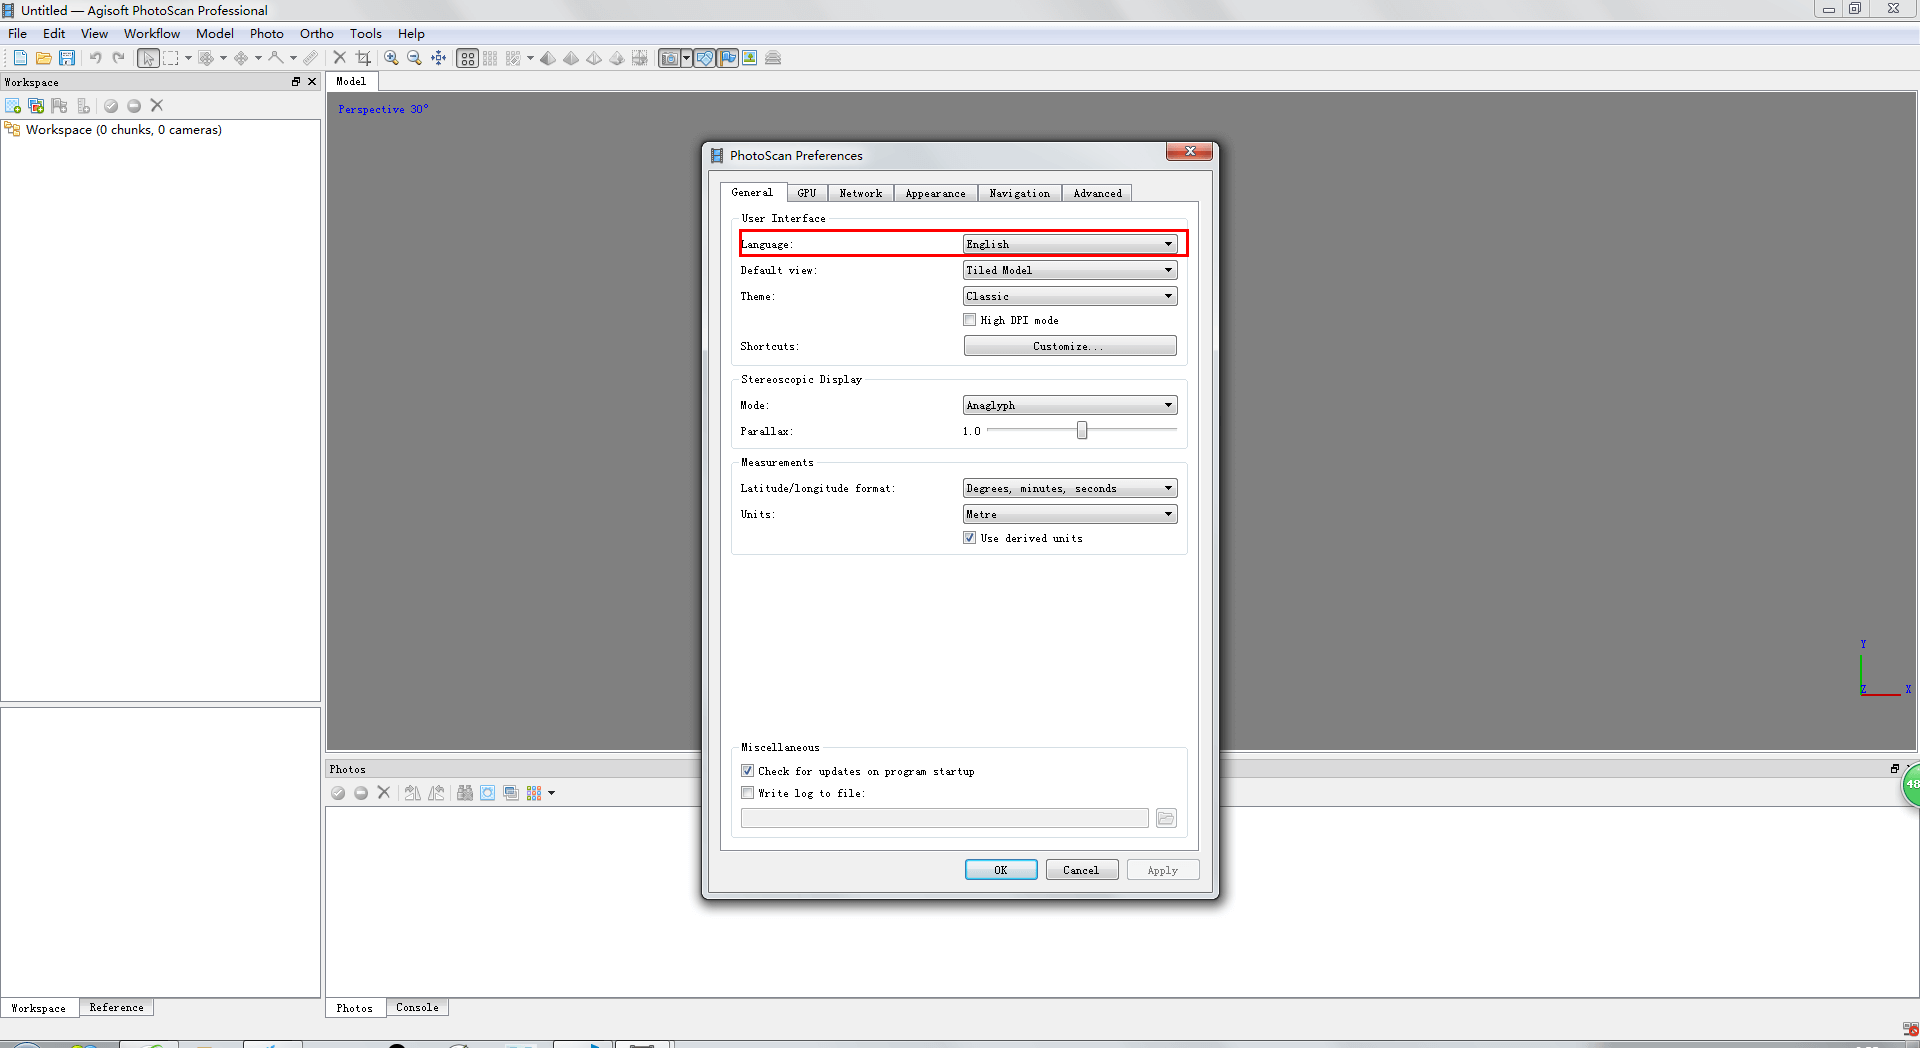 Untitled — Agisoft PhotoScan Professional
File Edit View Workflow Model Photo Ortho Tools Help
Workspace
Model
Workspace (0 chunks, 0 cameras)
Perspective 30°
PhotoScan Preferences
General GPU Network Appearance Navigation Advanced
User Interface
Language: English
Default view: Tiled Model
Theme: Classic
High DPI mode
Shortcuts: Customize...
Stereoscopic Display
Mode: Anaglyph
Parallax: 1.0
Measurements
Latitude/longitude format: Degrees, minutes, seconds
Units: Metre
Use derived units
Miscellaneous
Check for updates on program startup
Write log to file:
OK Cancel Apply
Y
Z X
Photos
48
Workspace Reference
Photos Console